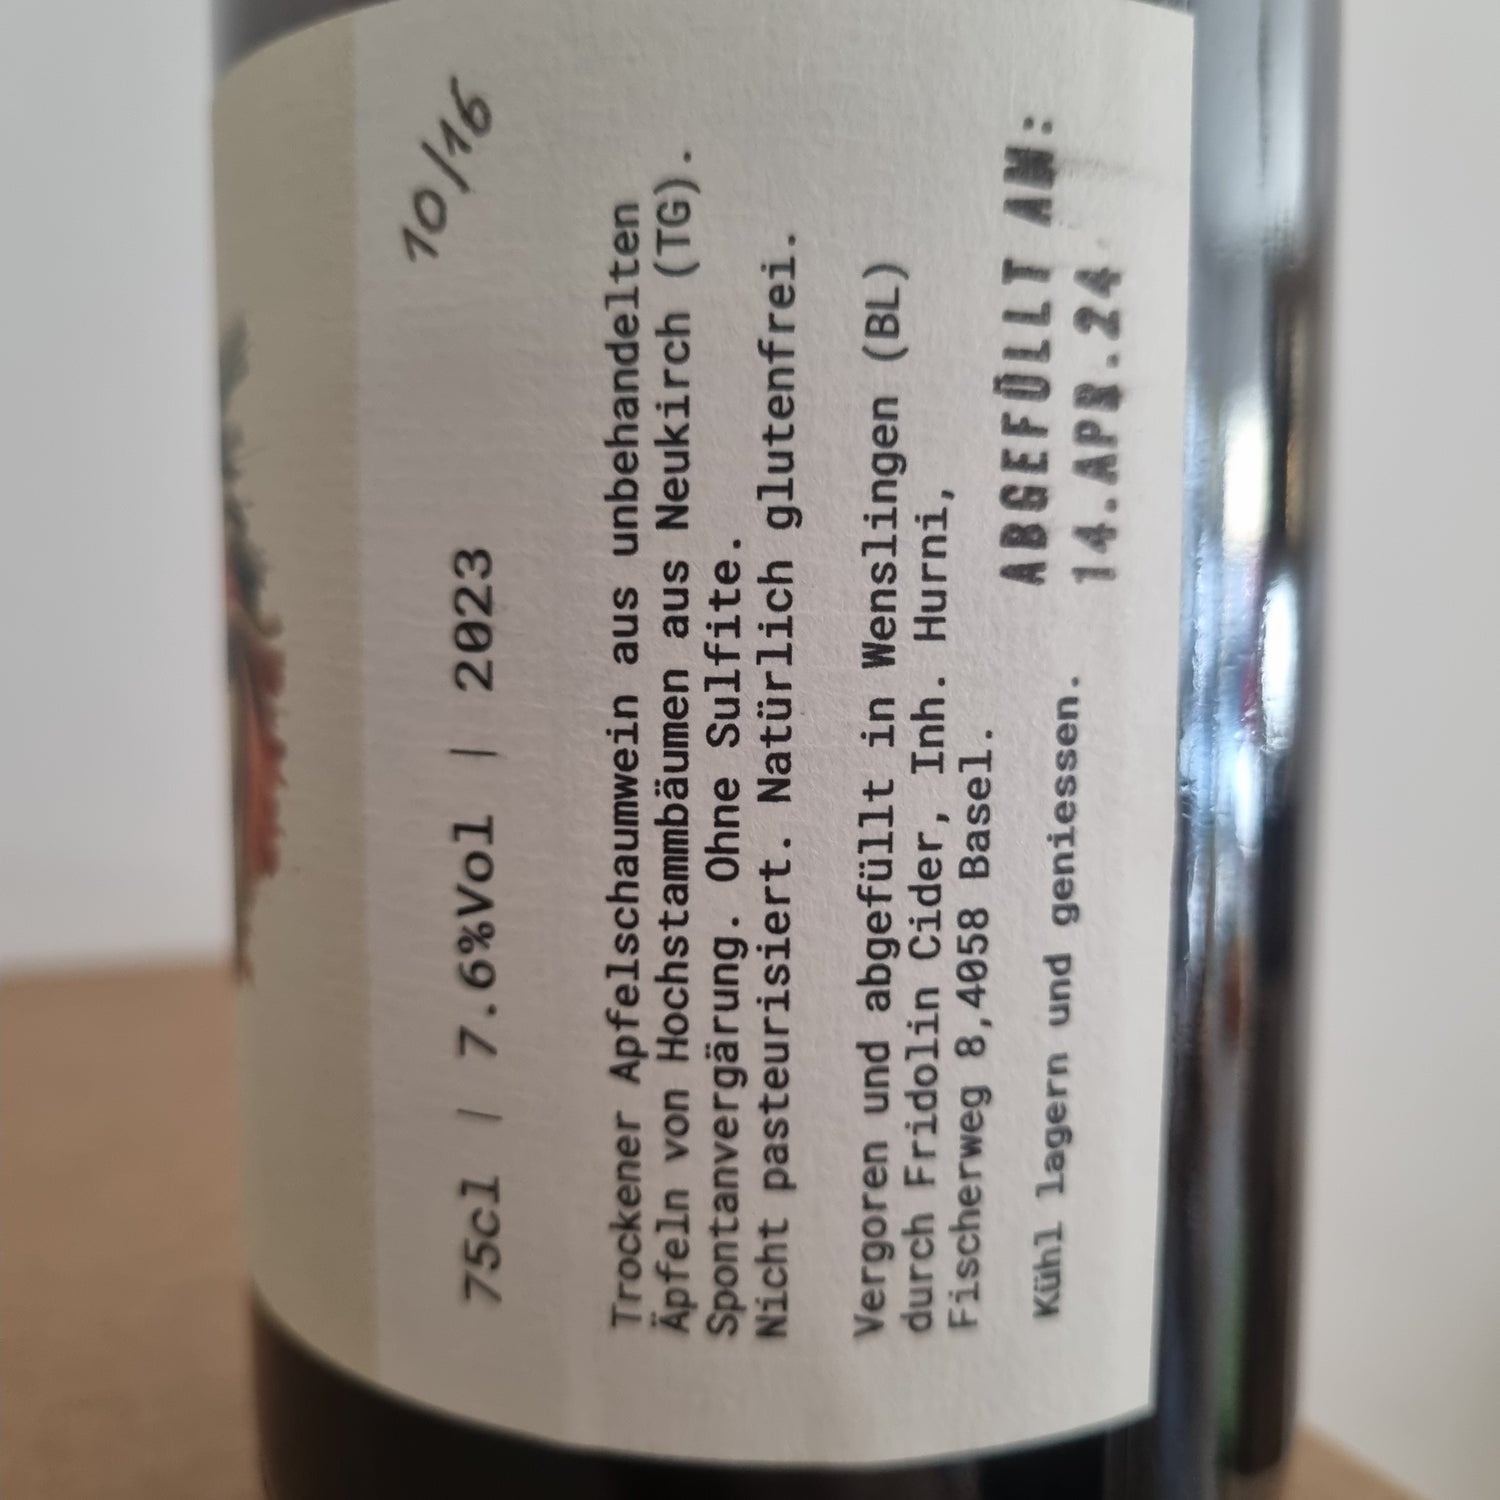 10/16
75cl | 7.6%Vol | 2023
Trockener Apfelschaumwein aus unbehandelten
Äpfeln von Hochstammbäumen aus Neukirch (TG).
Spontanvergärung. Ohne Sulfite.
Nicht pasteurisiert. Natürlich glutenfrei.
Vergoren und abgefüllt in Wenslingen (BL)
durch Fridolin Cider, Inh. Hurni,
Fischerweg 8,4058 Basel.
Kühl lagern und geniessen.
ABGEFÜLLT AM:
14.APR.24